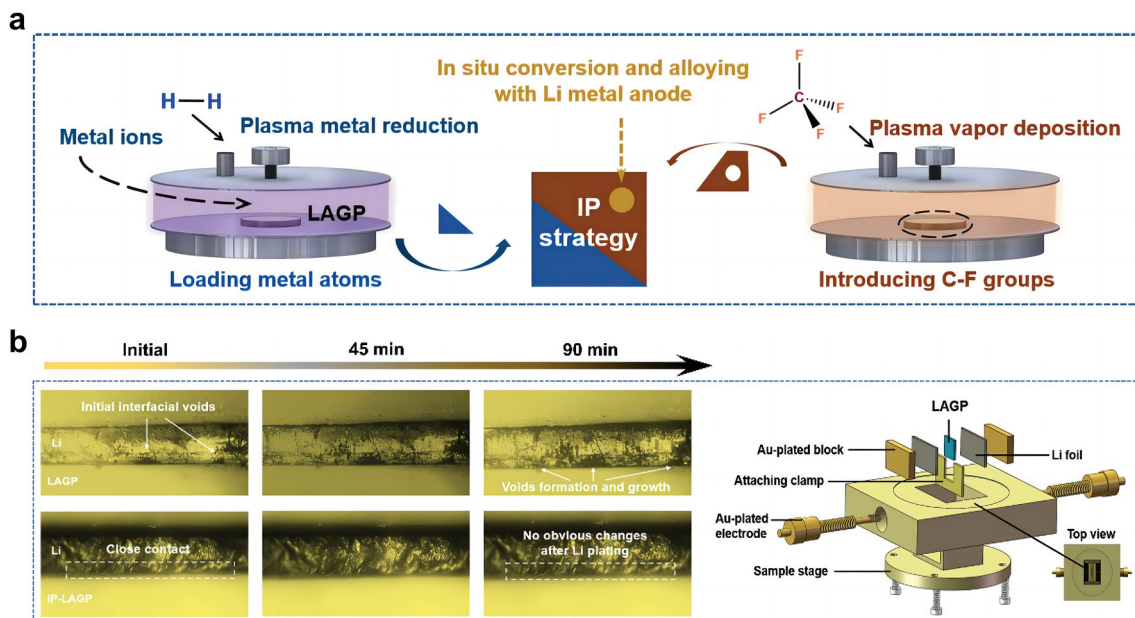 a
In situ conversion and alloying
with Li metal anode
H H
Metal ions
Plasma metal reduction
LAGP
Loading metal atoms
IP
strategy
F
C
F
F
F
Plasma vapor deposition
Introducing C-F groups
b
Initial
45 min
90 min
Initial interfacial voids
Li
LAGP
Voids formation and growth
Li
Close contact
IP-LAGP
No obvious changes
after Li plating
LAGP
Au-plated block
Li foil
Attaching clamp
Au-plated
electrode
Top view
Sample stage